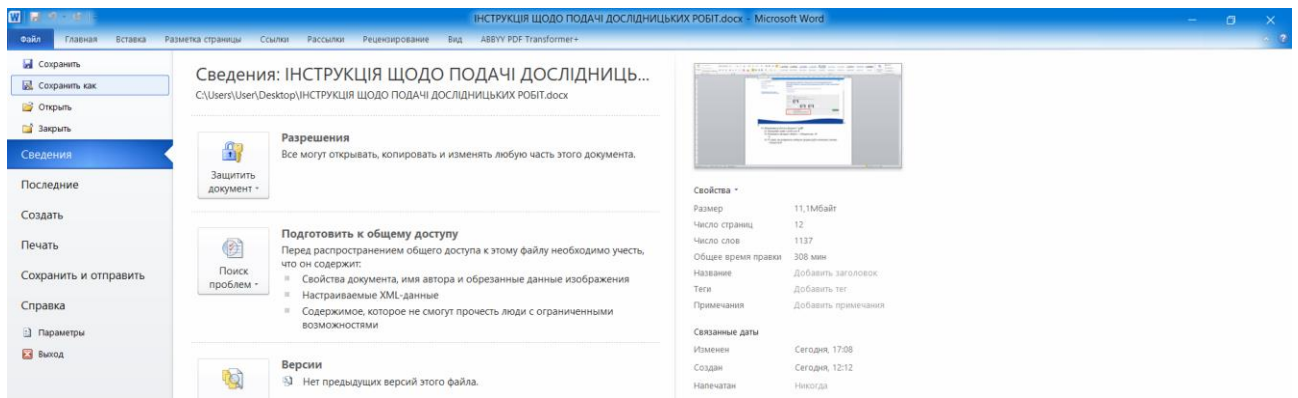 ІНСТРУКЦІЯ ЩОДО ПОДАЧІ ДОСЛІДНИЦЬКИХ РОБІТ.docx - Microsoft Word
Файл Главная Вставка Разметка страницы Ссылки Рассылки Рецензирование Вид ABBYY PDF Transformer+
Сохранить
Сохранить как
Открыть
Закрыть
Сведения
Последние
Создать
Печать
Сохранить и отправить
Справка
Параметры
Выход
Сведения: ІНСТРУКЦІЯ ЩОДО ПОДАЧІ ДОСЛІДНИЦЬ...
C:\Users\User\Desktop\ІНСТРУКЦІЯ ЩОДО ПОДАЧІ ДОСЛІДНИЦЬКИХ РОБІТ.docx
Защитить
документ
Разрешения
Все могут открывать, копировать и изменять любую часть этого документа.
Поиск
проблем
Подготовить к общему доступу
Перед распространением общего доступа к этому файлу необходимо учесть,
что он содержит:
Свойства документа, имя автора и обрезанные данные изображения
Настраиваемые XML-данные
Содержимое, которое не смогут прочесть люди с ограниченными
возможностями
Версии
Нет предыдущих версий этого файла.
Свойства
Размер 11,1Мбайт
Число страниц 12
Число слов 1137
Общее время правки 308 мин
Название Добавить заголовок
Теги Добавить тег
Примечания Добавить примечания
Связанные даты
Изменен Сегодня, 17:08
Создан Сегодня, 12:12
Напечатан Никогда